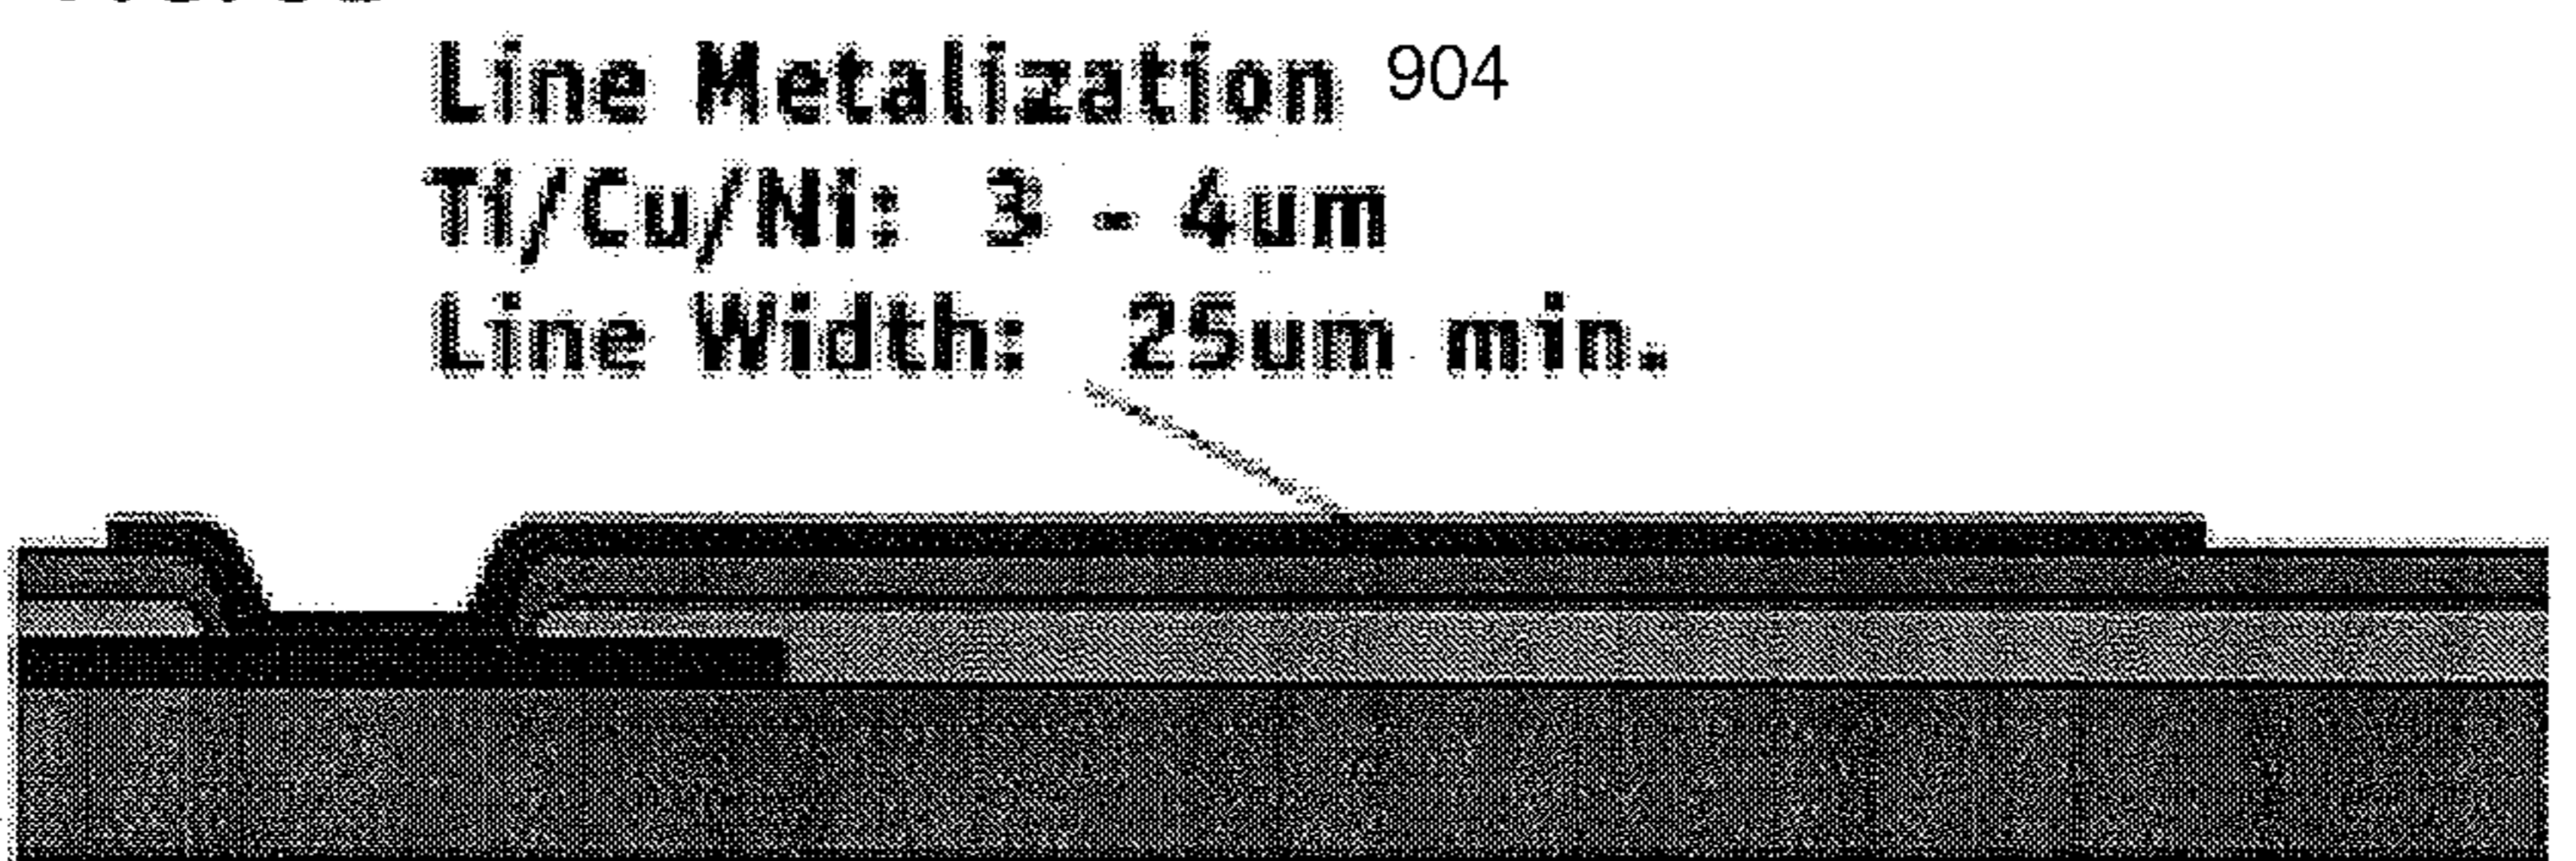 Line Metalization 904
Ti/Cu/Ni: 3 - 4um
Line Width: 25um min.